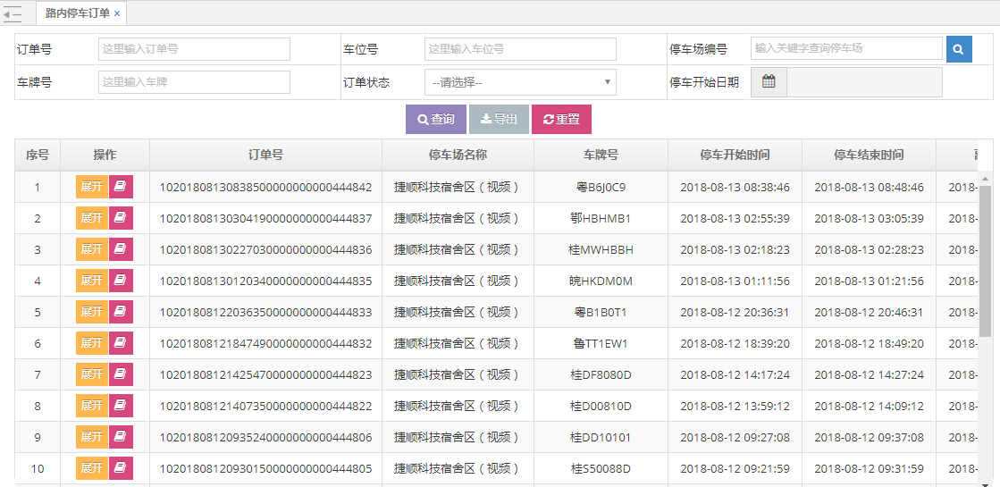 路内停车订单 ×
订单号 这里输入订单号 车位号 这里输入车位号 停车场编号 输入关键字查询停车场
车牌号 这里输入车牌 订单状态 --请选择-- 停车开始日期
查询 导出 重置
序号 操作 订单号 停车场名称 车牌号 停车开始时间 停车结束时间
1 展开 10201808130838500000000000444842 捷顺科技宿舍区（视频） 粤B6J0C9 2018-08-13 08:38:46 2018-08-13 08:48:46 2018-
2 展开 10201808130304190000000000444837 捷顺科技宿舍区（视频） 鄂HBHMB1 2018-08-13 02:55:39 2018-08-13 03:05:39 2018-
3 展开 10201808130227030000000000444836 捷顺科技宿舍区（视频） 桂MWHBBH 2018-08-13 02:18:23 2018-08-13 02:28:23 2018-
4 展开 10201808130120340000000000444835 捷顺科技宿舍区（视频） 皖HKDM0M 2018-08-13 01:11:56 2018-08-13 01:21:56 2018-
5 展开 10201808122036350000000000444833 捷顺科技宿舍区（视频） 粤B1B0T1 2018-08-12 20:36:31 2018-08-12 20:46:31 2018-
6 展开 10201808121847490000000000444832 捷顺科技宿舍区（视频） 鲁TT1EW1 2018-08-12 18:39:20 2018-08-12 18:49:20 2018-
7 展开 10201808121425470000000000444823 捷顺科技宿舍区（视频） 桂DF8080D 2018-08-12 14:17:24 2018-08-12 14:27:24 2018-
8 展开 10201808121407350000000000444822 捷顺科技宿舍区（视频） 桂D00810D 2018-08-12 13:59:12 2018-08-12 14:09:12 2018-
9 展开 10201808120935240000000000444806 捷顺科技宿舍区（视频） 桂DD10101 2018-08-12 09:27:08 2018-08-12 09:37:08 2018-
10 展开 10201808120930150000000000444805 捷顺科技宿舍区（视频） 桂S50088D 2018-08-12 09:21:59 2018-08-12 09:31:59 2018-